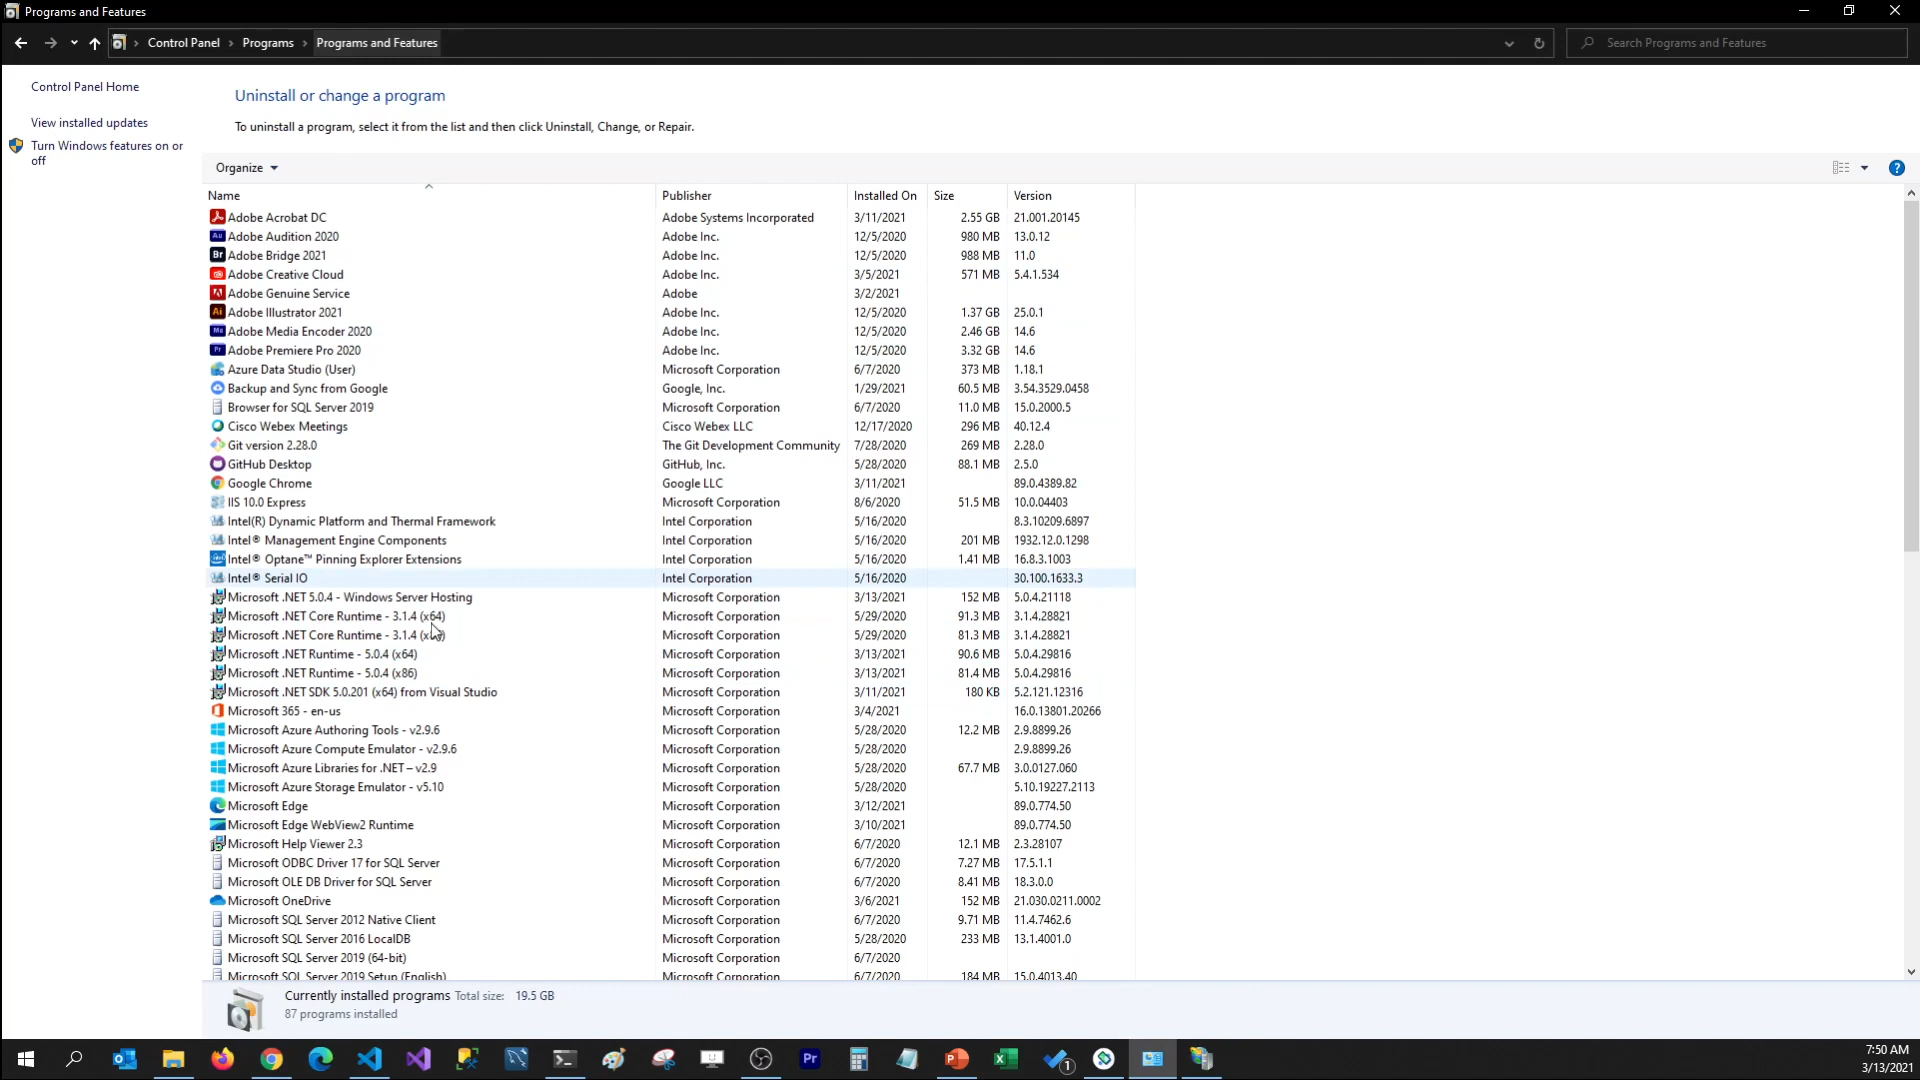 Programs and Features
Control Panel > Programs > Programs and Features
Search Programs and Features
Control Panel Home
View installed updates
Turn Windows features on or
off
Uninstall or change a program
To uninstall a program, select it from the list and then click Uninstall, Change, or Repair.
Organize
Name Publisher Installed On Size Version
Adobe Acrobat DC Adobe Systems Incorporated 3/11/2021 2.55 GB 21.001.20145
Adobe Audition 2020 Adobe Inc. 12/5/2020 980 MB 13.0.12
Adobe Bridge 2021 Adobe Inc. 12/5/2020 988 MB 11.0
Adobe Creative Cloud Adobe Inc. 3/5/2021 571 MB 5.4.1.534
Adobe Genuine Service Adobe 3/2/2021
Adobe Illustrator 2021 Adobe Inc. 12/5/2020 1.37 GB 25.0.1
Adobe Media Encoder 2020 Adobe Inc. 12/5/2020 2.46 GB 14.6
Adobe Premiere Pro 2020 Adobe Inc. 12/5/2020 3.32 GB 14.6
Azure Data Studio (User) Microsoft Corporation 6/7/2020 373 MB 1.18.1
Backup and Sync from Google Google, Inc. 1/29/2021 60.5 MB 3.54.3529.0458
Browser for SQL Server 2019 Microsoft Corporation 6/7/2020 11.0 MB 15.0.2000.5
Cisco Webex Meetings Cisco Webex LLC 12/17/2020 296 MB 40.12.4
Git version 2.28.0 The Git Development Community 7/28/2020 269 MB 2.28.0
GitHub Desktop GitHub, Inc. 5/28/2020 88.1 MB 2.5.0
Google Chrome Google LLC 3/11/2021 89.0.4389.82
IIS 10.0 Express Microsoft Corporation 8/6/2020 51.5 MB 10.0.04403
Intel(R) Dynamic Platform and Thermal Framework Intel Corporation 5/16/2020 8.3.10209.6897
Intel® Management Engine Components Intel Corporation 5/16/2020 201 MB 1932.12.0.1298
Intel® Optane™ Pinning Explorer Extensions Intel Corporation 5/16/2020 1.41 MB 16.8.3.1003
Intel® Serial IO Intel Corporation 5/16/2020 30.100.1633.3
Microsoft .NET 5.0.4 - Windows Server Hosting Microsoft Corporation 3/13/2021 152 MB 5.0.4.21118
Microsoft .NET Core Runtime - 3.1.4 (x64) Microsoft Corporation 5/29/2020 91.3 MB 3.1.4.28821
Microsoft .NET Core Runtime - 3.1.4 Microsoft Corporation 5/29/2020 81.3 MB 3.1.4.28821
Microsoft .NET Runtime - 5.0.4 (x64) Microsoft Corporation 3/13/2021 90.6 MB 5.0.4.29816
Microsoft .NET Runtime - 5.0.4 (x86) Microsoft Corporation 3/13/2021 81.4 MB 5.0.4.29816
Microsoft .NET SDK 5.0.201 (x64) from Visual Studio Microsoft Corporation 3/11/2021 180 KB 5.2.121.12316
Microsoft 365 - en-us Microsoft Corporation 3/4/2021 16.0.13801.20266
Microsoft Azure Authoring Tools - v2.9.6 Microsoft Corporation 5/28/2020 12.2 MB 2.9.8899.26
Microsoft Azure Compute Emulator - v2.9.6 Microsoft Corporation 5/28/2020 2.9.8899.26
Microsoft Azure Libraries for .NET – v2.9 Microsoft Corporation 5/28/2020 67.7 MB 3.0.0127.060
Microsoft Azure Storage Emulator - v5.10 Microsoft Corporation 5/28/2020 5.10.19227.2113
Microsoft Edge Microsoft Corporation 3/12/2021 89.0.774.50
Microsoft Edge WebView2 Runtime Microsoft Corporation 3/10/2021 89.0.774.50
Microsoft Help Viewer 2.3 Microsoft Corporation 6/7/2020 12.1 MB 2.3.28107
Microsoft ODBC Driver 17 for SQL Server Microsoft Corporation 6/7/2020 7.27 MB 17.5.1.1
Microsoft OLE DB Driver for SQL Server Microsoft Corporation 6/7/2020 8.41 MB 18.3.0.0
Microsoft OneDrive Microsoft Corporation 3/6/2021 152 MB 21.030.0211.0002
Microsoft SQL Server 2012 Native Client Microsoft Corporation 6/7/2020 9.71 MB 11.4.7462.6
Microsoft SQL Server 2016 LocalDB Microsoft Corporation 5/28/2020 233 MB 13.1.4001.0
Microsoft SQL Server 2019 (64-bit) Microsoft Corporation 6/7/2020
Microsoft SQL Server 2019 Setup (English) Microsoft Corporation 6/7/2020 184 MB 15.0.4013.40
Currently installed programs Total size: 19.5 GB
87 programs installed
7:50 AM
3/13/2021